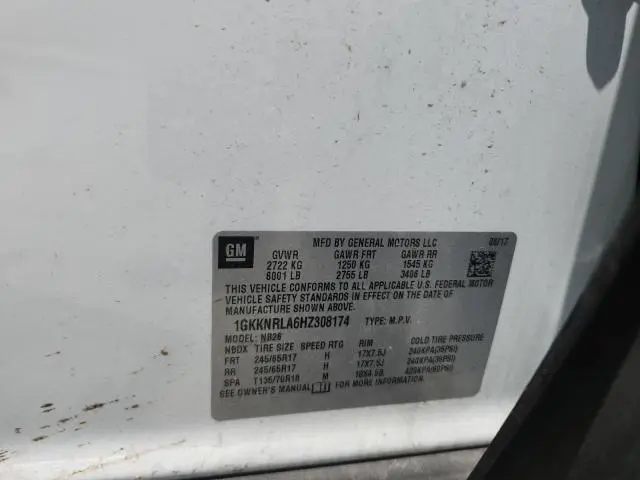 GM
MFD BY GENERAL MOTORS LLC 08/17
GVWR GAWR FRT GAWR RR
2722 KG 1250 KG 1545 KG
6001 LB 2755 LB 3406 LB
THIS VEHICLE CONFORMS TO ALL APPLICABLE U.S. FEDERAL MOTOR
VEHICLE SAFETY STANDARDS IN EFFECT ON THE DATE OF
MANUFACTURE SHOWN ABOVE.
1GKKNRLA6HZ308174 TYPE: M.P.V.
MODEL: NB26
NBDX TIRE SIZE SPEED RTG RIM COLD TIRE PRESSURE
FRT 245/65R17 H 17X7.5J 240KPA(35PSI)
RR 245/65R17 H 17X7.5J 240KPA(35PSI)
SPA T135/70R18 M 18X4.5B 420KPA(60PSI)
SEE OWNER'S MANUAL FOR MORE INFORMATION.